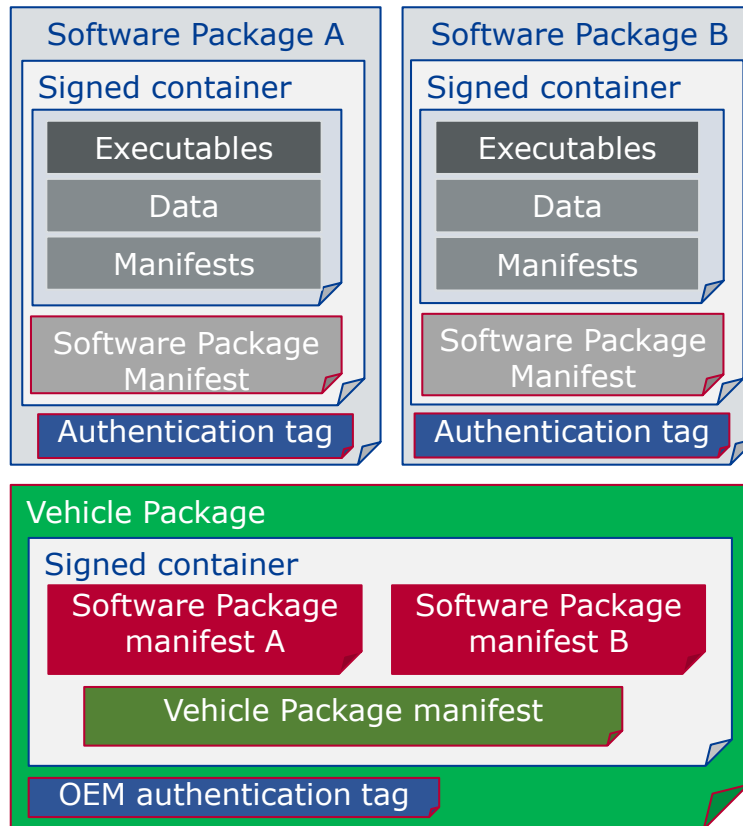 Software Package A
Signed container
Executables
Data
Manifests
Software Package
Manifest
Authentication tag
Software Package B
Signed container
Executables
Data
Manifests
Software Package
Manifest
Authentication tag
Vehicle Package
Signed container
Software Package
manifest A
Software Package
manifest B
Vehicle Package manifest
OEM authentication tag